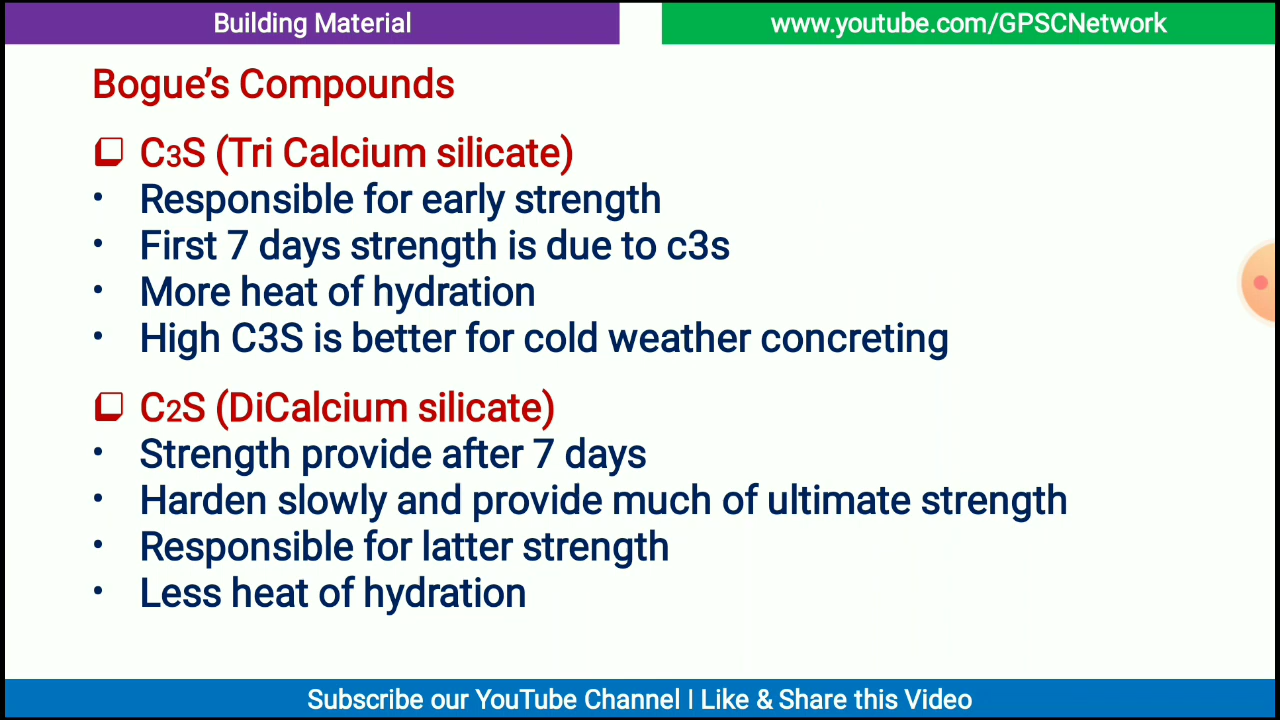 Building Material
www.youtube.com/GPSCNetwork
Bogue's Compounds
C3S (Tri Calcium silicate)
• Responsible for early strength
• First 7 days strength is due to c3s
• More heat of hydration
• High C3S is better for cold weather concreting
C2S (DiCalcium silicate)
• Strength provide after 7 days
• Harden slowly and provide much of ultimate strength
• Responsible for latter strength
• Less heat of hydration
Subscribe our YouTube Channel I Like & Share this Video